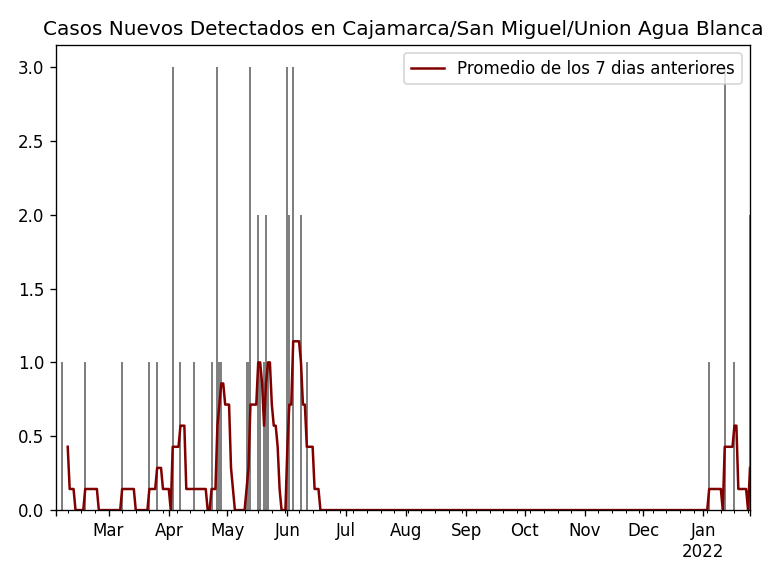 Casos Nuevos Detectados en Cajamarca/San Miguel/Union Agua Blanca
Promedio de los 7 dias anteriores
3.0
2.5
2.0
1.5
1.0
0.5
0.0
Mar Apr May Jun Jul Aug Sep Oct Nov Dec Jan
2022